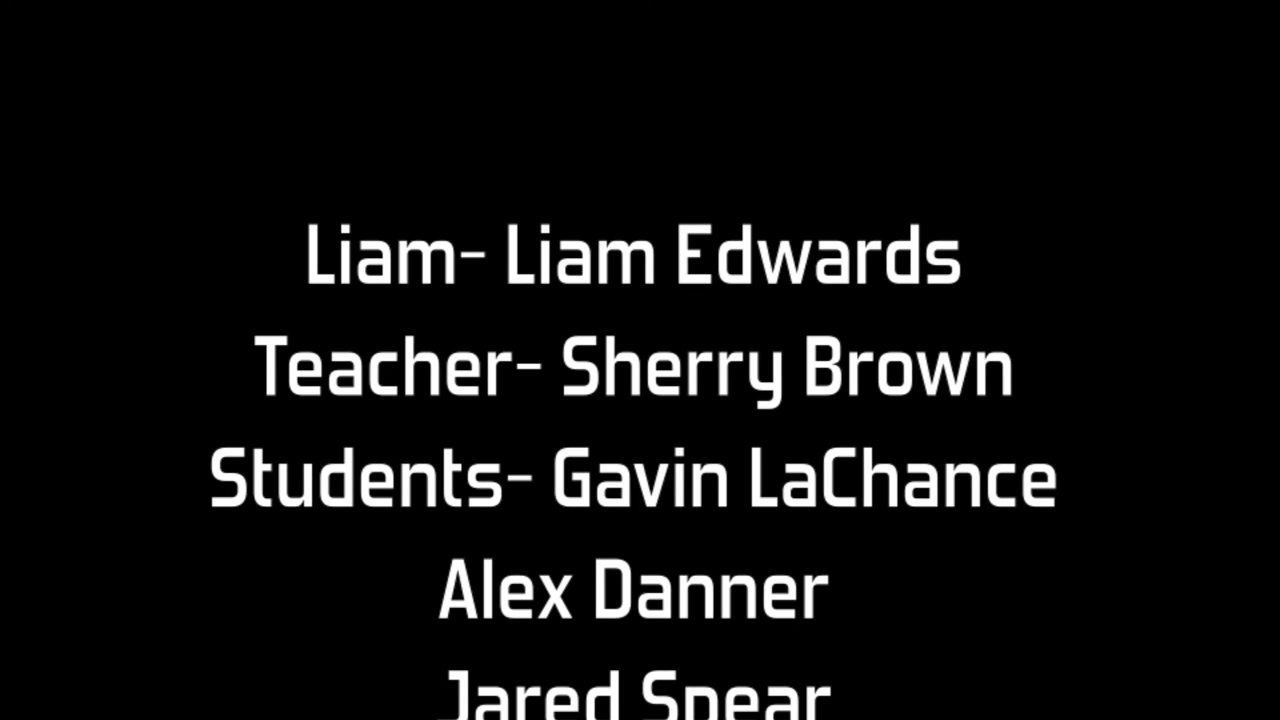 Liam- Liam Edwards
Teacher- Sherry Brown
Students- Gavin LaChance
Alex Danner
Jared Spear